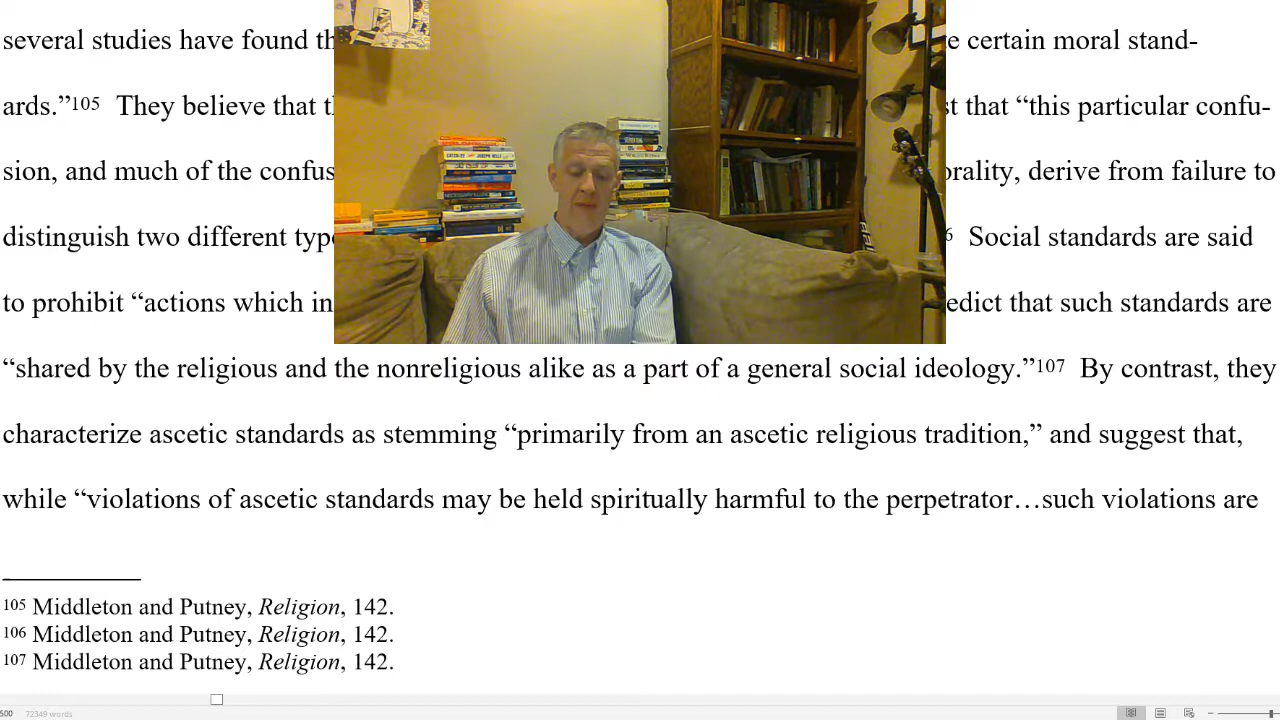 several studies have found th
e certain moral stand-
ards.”105 They believe that th
st that “this particular confu-
sion, and much of the confus
orality, derive from failure to
distinguish two different type
6 Social standards are said
to prohibit “actions which in
edict that such standards are
“shared by the religious and the nonreligious alike as a part of a general social ideology.”107 By contrast, they
characterize ascetic standards as stemming “primarily from an ascetic religious tradition,” and suggest that,
while “violations of ascetic standards may be held spiritually harmful to the perpetrator…such violations are
105 Middleton and Putney, Religion, 142.
106 Middleton and Putney, Religion, 142.
107 Middleton and Putney, Religion, 142.
500 72349 words